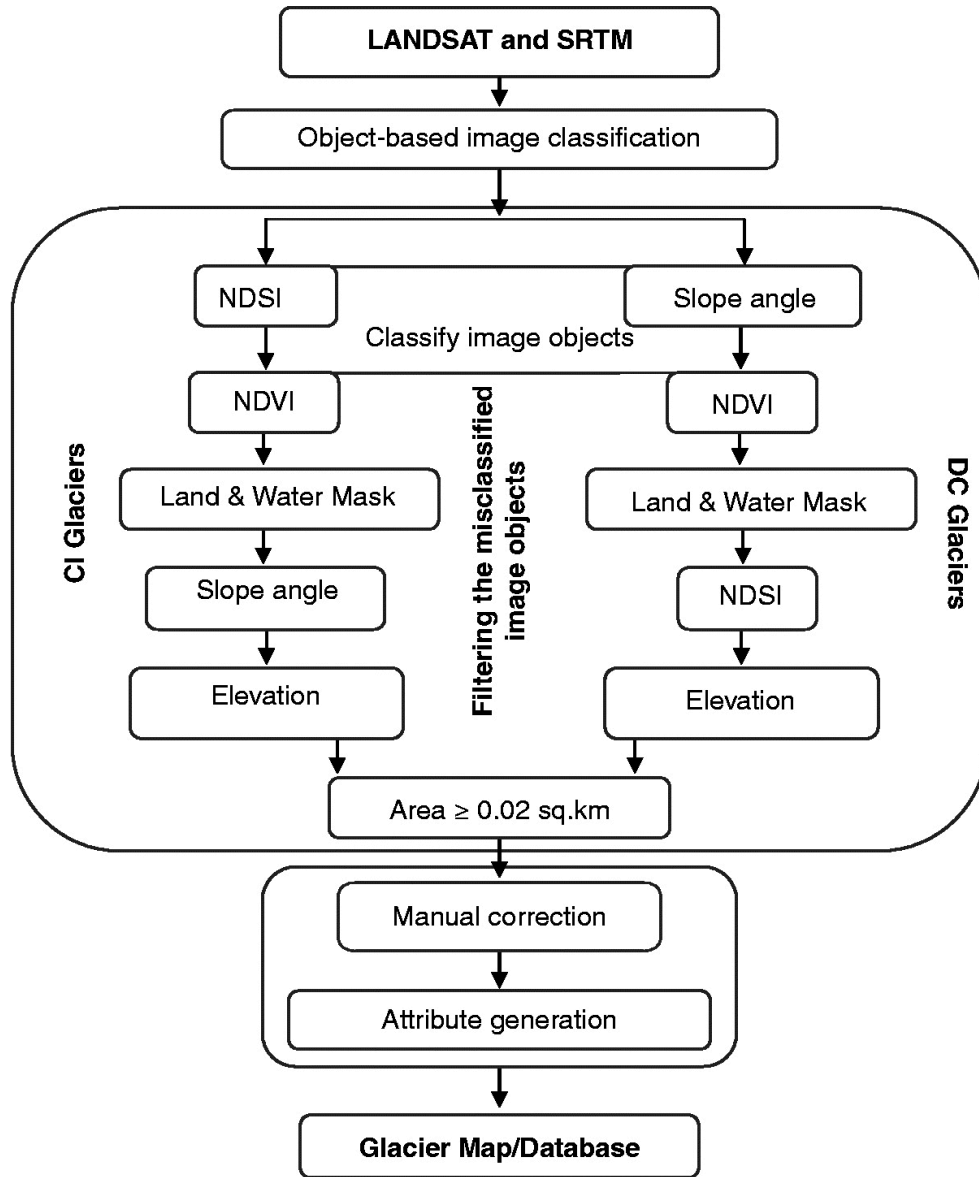 LANDSAT and SRTM
Object-based image classification
NDSI
Slope angle
Classify image objects
NDVI
NDVI
Land & Water Mask
Land & Water Mask
Slope angle
NDSI
Elevation
Elevation
CI Glaciers
Filtering the misclassified
image objects
DC Glaciers
Area ≥ 0.02 sq.km
Manual correction
Attribute generation
Glacier Map/Database